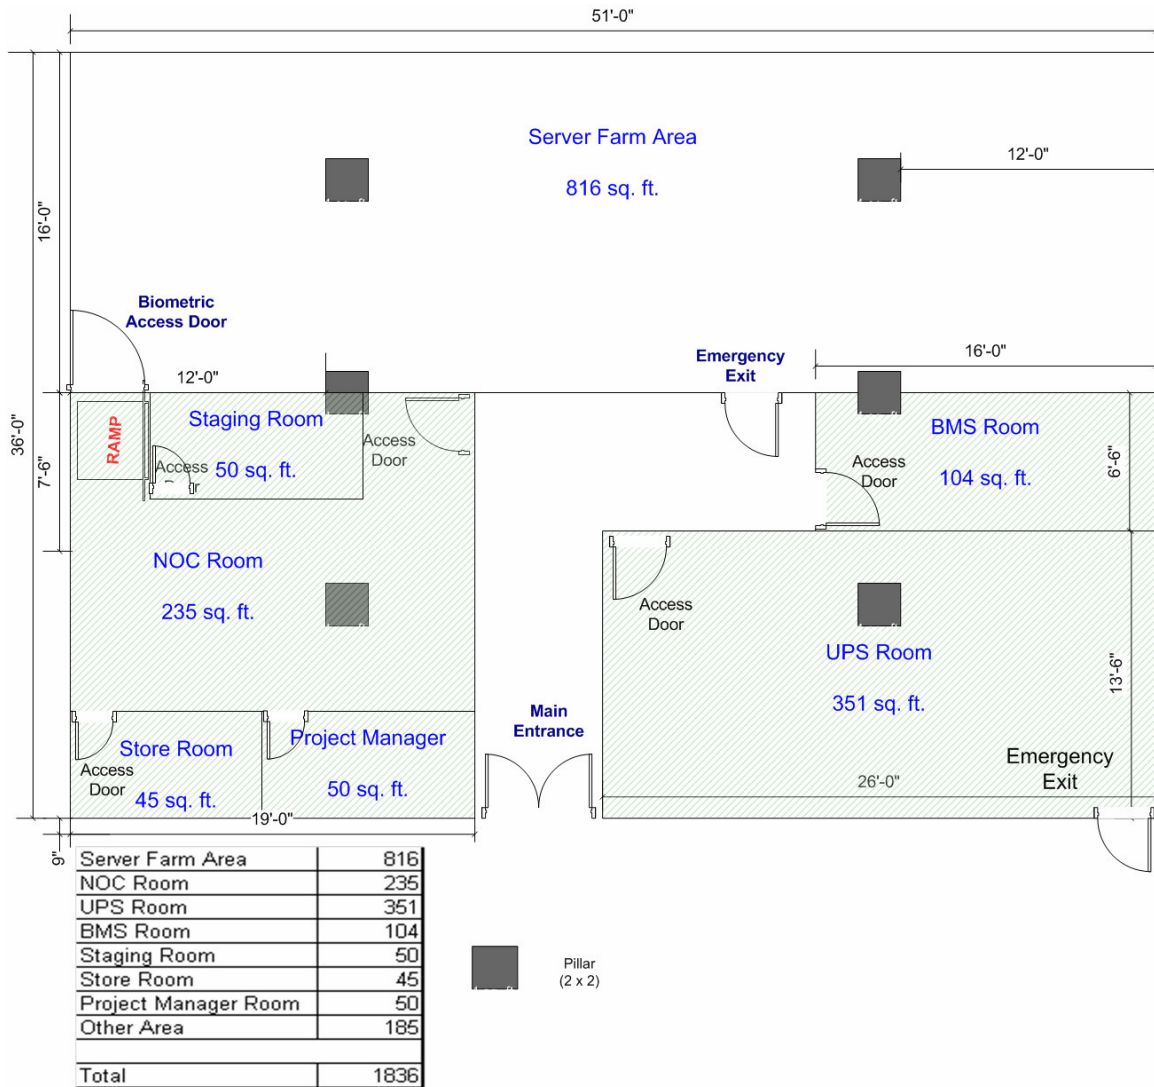 51'-0"
Server Farm Area
816 sq. ft.
12'-0"
16'-0"
36'-0"
Biometric
Access Door
12'-0"
Emergency
Exit
16'-0"
RAMP
Staging Room
50 sq. ft.
Access
Access
Door
BMS Room
104 sq. ft.
Access
Door
6'-6"
7'-6"
NOC Room
235 sq. ft.
Access
Door
UPS Room
351 sq. ft.
13'-6"
Main
Entrance
Store Room
45 sq. ft.
Access
Door
Project Manager
50 sq. ft.
Emergency
Exit
26'-0"
19'-0"
9"
Server Farm Area 816
NOC Room 235
UPS Room 351
BMS Room 104
Staging Room 50
Store Room 45
Project Manager Room 50
Other Area 185
Total 1836
Pillar
(2 x 2)